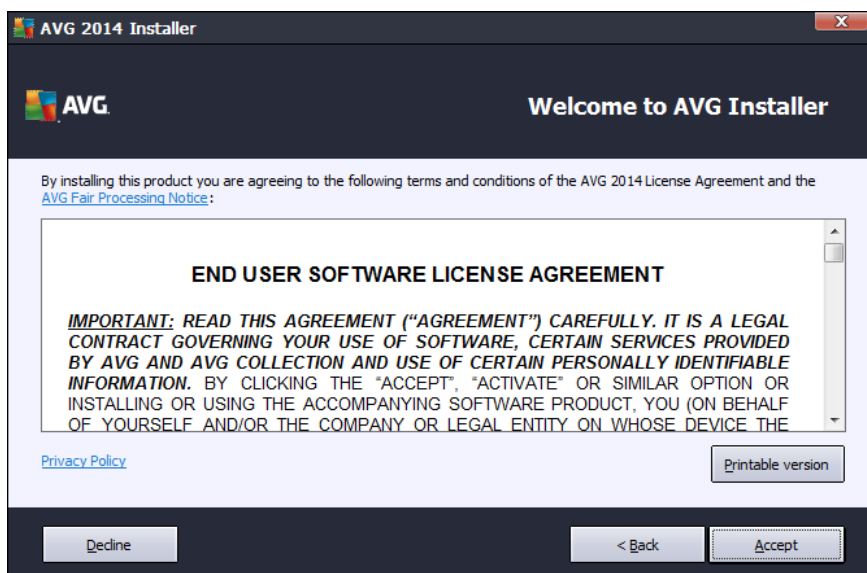 AVG 2014 Installer
AVG.
Welcome to AVG Installer
By installing this product you are agreeing to the following terms and conditions of the AVG 2014 License Agreement and the
AVG Fair Processing Notice:
END USER SOFTWARE LICENSE AGREEMENT
IMPORTANT: READ THIS AGREEMENT (“AGREEMENT”) CAREFULLY. IT IS A LEGAL
CONTRACT GOVERNING YOUR USE OF SOFTWARE, CERTAIN SERVICES PROVIDED
BY AVG AND AVG COLLECTION AND USE OF CERTAIN PERSONALLY IDENTIFIABLE
INFORMATION. BY CLICKING THE “ACCEPT”, “ACTIVATE” OR SIMILAR OPTION OR
INSTALLING OR USING THE ACCOMPANYING SOFTWARE PRODUCT, YOU (ON BEHALF
OF YOURSELF AND/OR THE COMPANY OR LEGAL ENTITY ON WHOSE DEVICE THE
Privacy Policy
Printable version
Decline
< Back
Accept